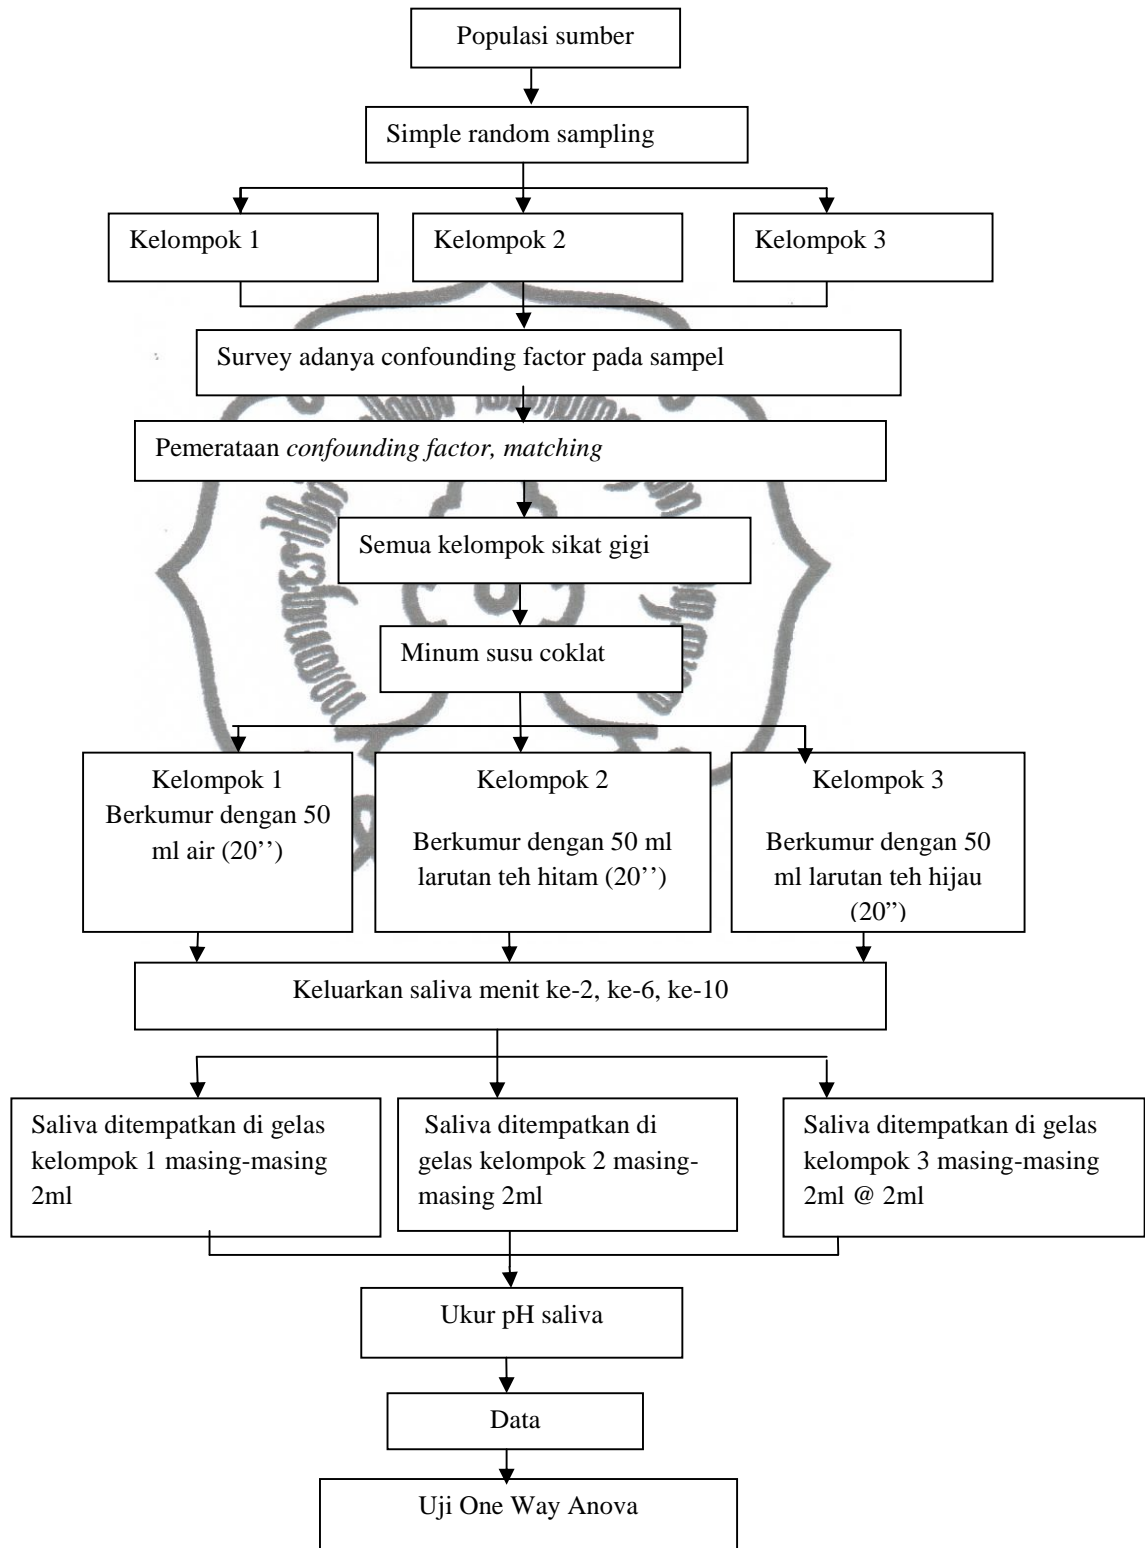 Populasi sumber
Simple random sampling
Kelompok 1
Kelompok 2
Kelompok 3
Survey adanya confounding factor pada sampel
Pemerataan confounding factor, matching
Semua kelompok sikat gigi
Minum susu coklat
Kelompok 1
Berkumur dengan 50
ml air (20’’)
Kelompok 2
Berkumur dengan 50 ml
larutan teh hitam (20’’)
Kelompok 3
Berkumur dengan 50
ml larutan teh hijau
(20”)
Keluarkan saliva menit ke-2, ke-6, ke-10
Saliva ditempatkan di gelas
kelompok 1 masing-masing
2ml
Saliva ditempatkan di
gelas kelompok 2 masing-
masing 2ml
Saliva ditempatkan di gelas
kelompok 3 masing-masing
2ml @ 2ml
Ukur pH saliva
Data
Uji One Way Anova